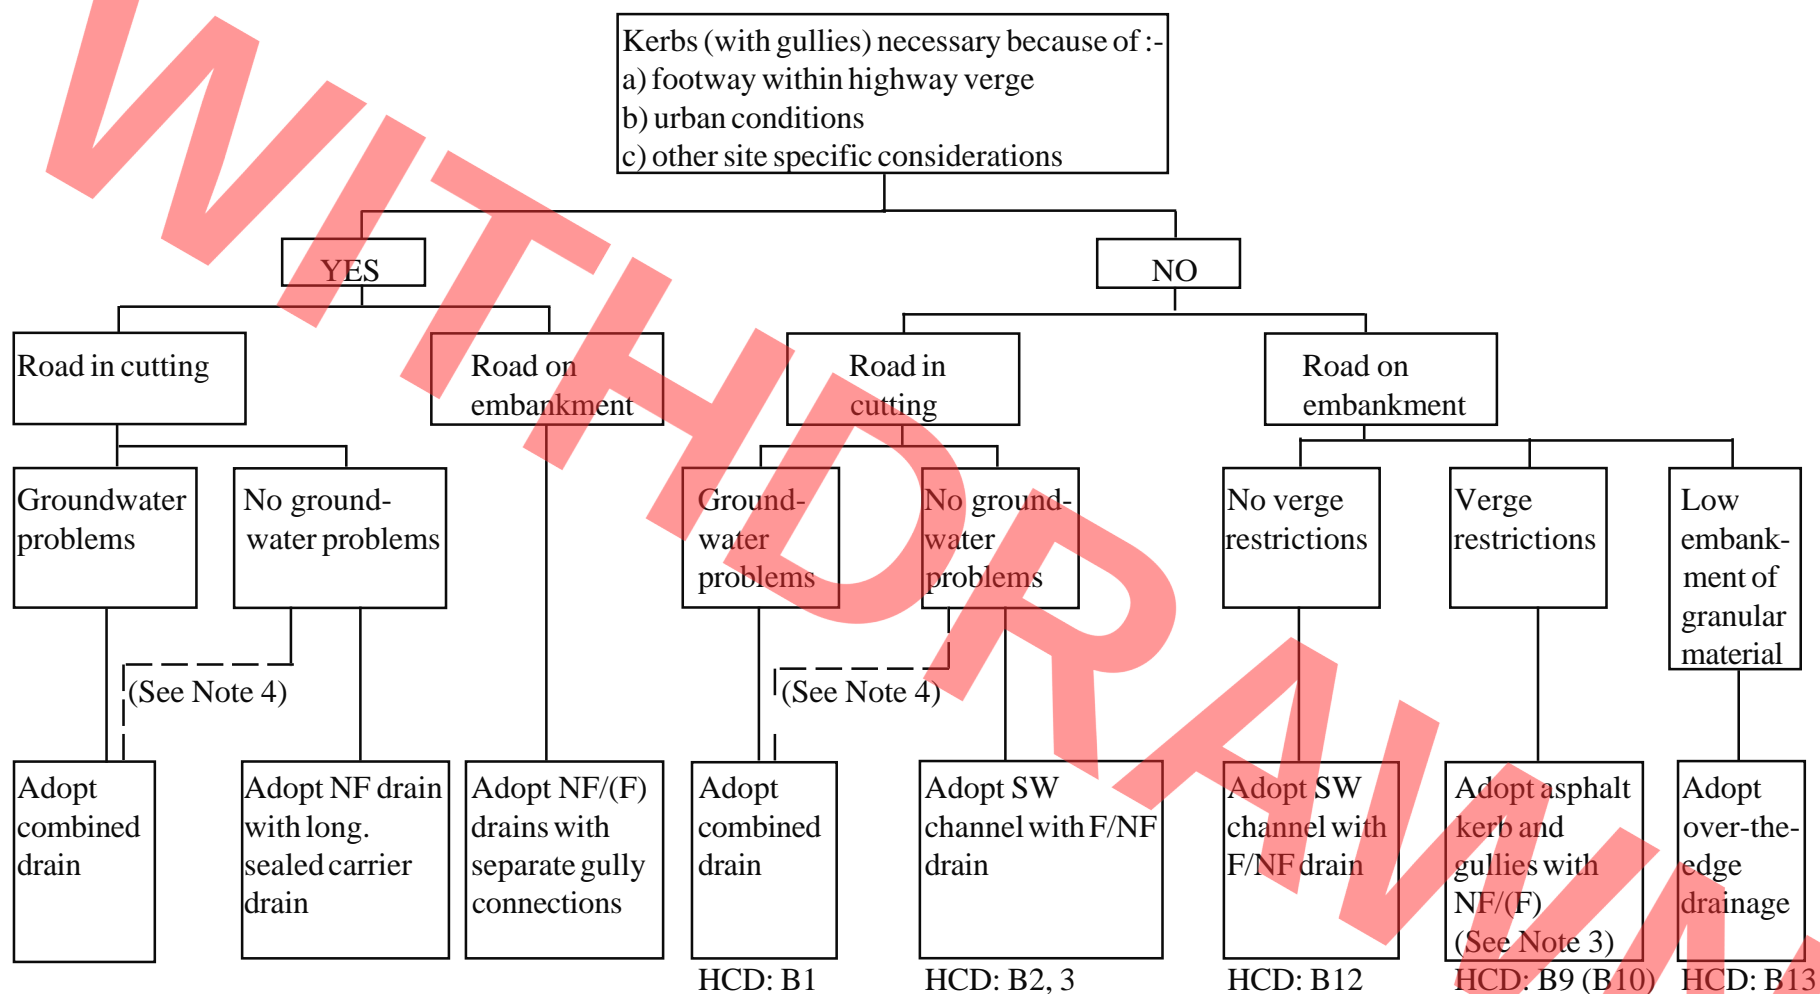 Kerbs (with gullies) necessary because of :-
a) footway within highway verge
b) urban conditions
c) other site specific considerations
YES
NO
Road in cutting
Road on
embankment
Road in
cutting
Road on
embankment
Groundwater
problems
No ground-
water problems
Ground-
water
problems
No ground-
water
problems
No verge
restrictions
Verge
restrictions
Low
embank-
ment of
granular
material
(See Note 4)
(See Note 4)
Adopt
combined
drain
Adopt NF drain
with long.
sealed carrier
drain
Adopt NF/(F)
drains with
separate gully
connections
Adopt
combined
drain
Adopt SW
channel with F/NF
drain
Adopt SW
channel with
F/NF drain
Adopt asphalt
kerb and
gullies with
NF/(F)
(See Note 3)
Adopt
over-the-
edge
drainage
HCD: B1
HCD: B2, 3
HCD: B12
HCD: B9 (B10)
HCD: B13
WITHDRAWN